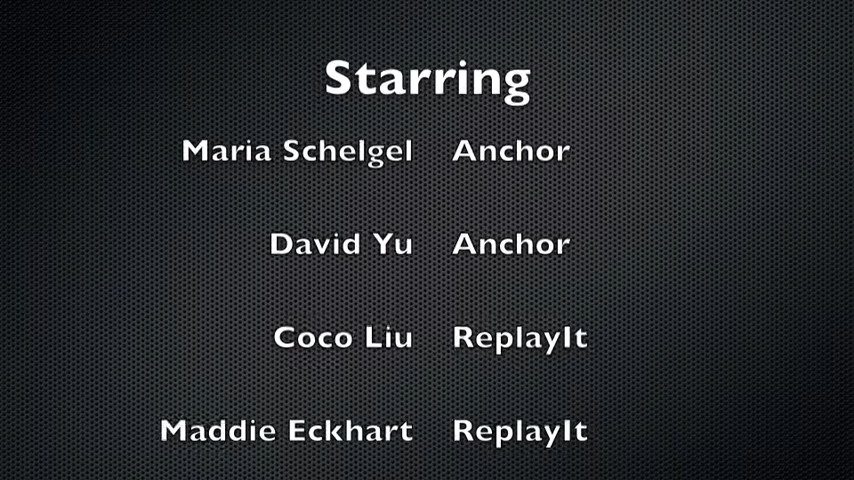 Starring
Maria Schelgel Anchor
David Yu Anchor
Coco Liu ReplayIt
Maddie Eckhart ReplayIt